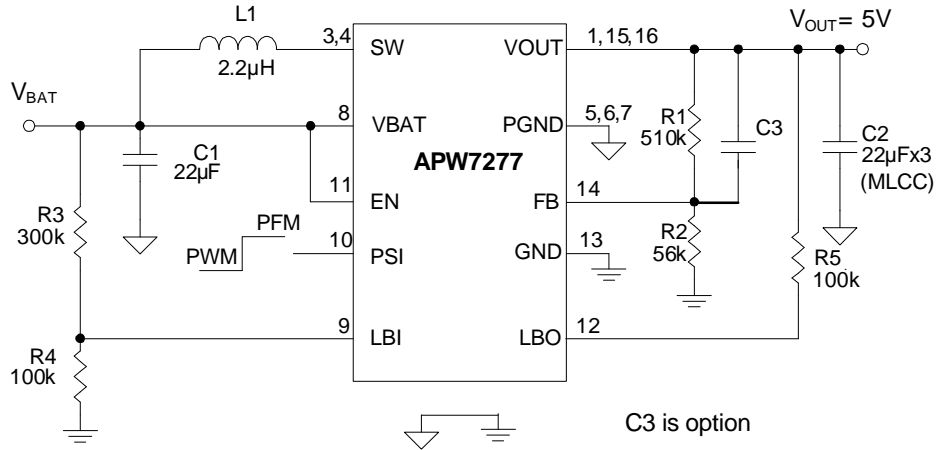 L1
2.2µH
3,4
SW
VOUT
1,15,16
VOUT= 5V
VBAT
8
VBAT
PGND
5,6,7
R1
510k
C3
C2
22µFx3
(MLCC)
C1
22µF
APW7277
11
EN
FB
14
R3
300k
PWM
PFM
10
PSI
GND
13
R2
56k
R5
100k
9
LBI
LBO
12
R4
100k
C3 is option